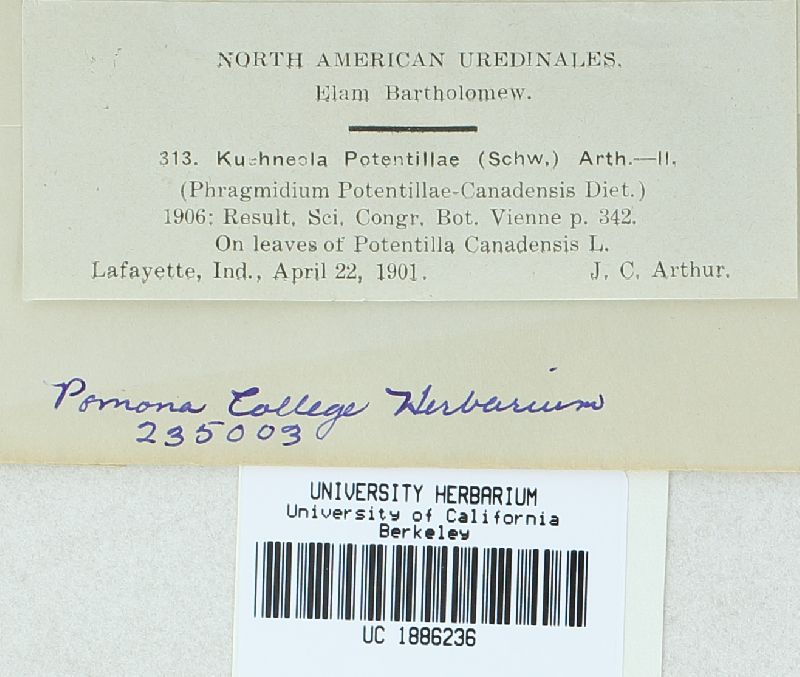 NORTH AMERICAN UREDINALES.
Elam Bartholomew.
313. Kuehneola Potentillae (Schw.) Arth.—II.
(Phragmidium Potentillae-Canadensis Diet.)
1906: Result. Sci. Congr. Bot. Vienne p. 342.
On leaves of Potentilla Canadensis L.
Lafayette, Ind., April 22, 1901. J. C. Arthur.
Pomona College Herbarium
235003
UNIVERSITY HERBARIUM
University of California
Berkeley
UC 1886236